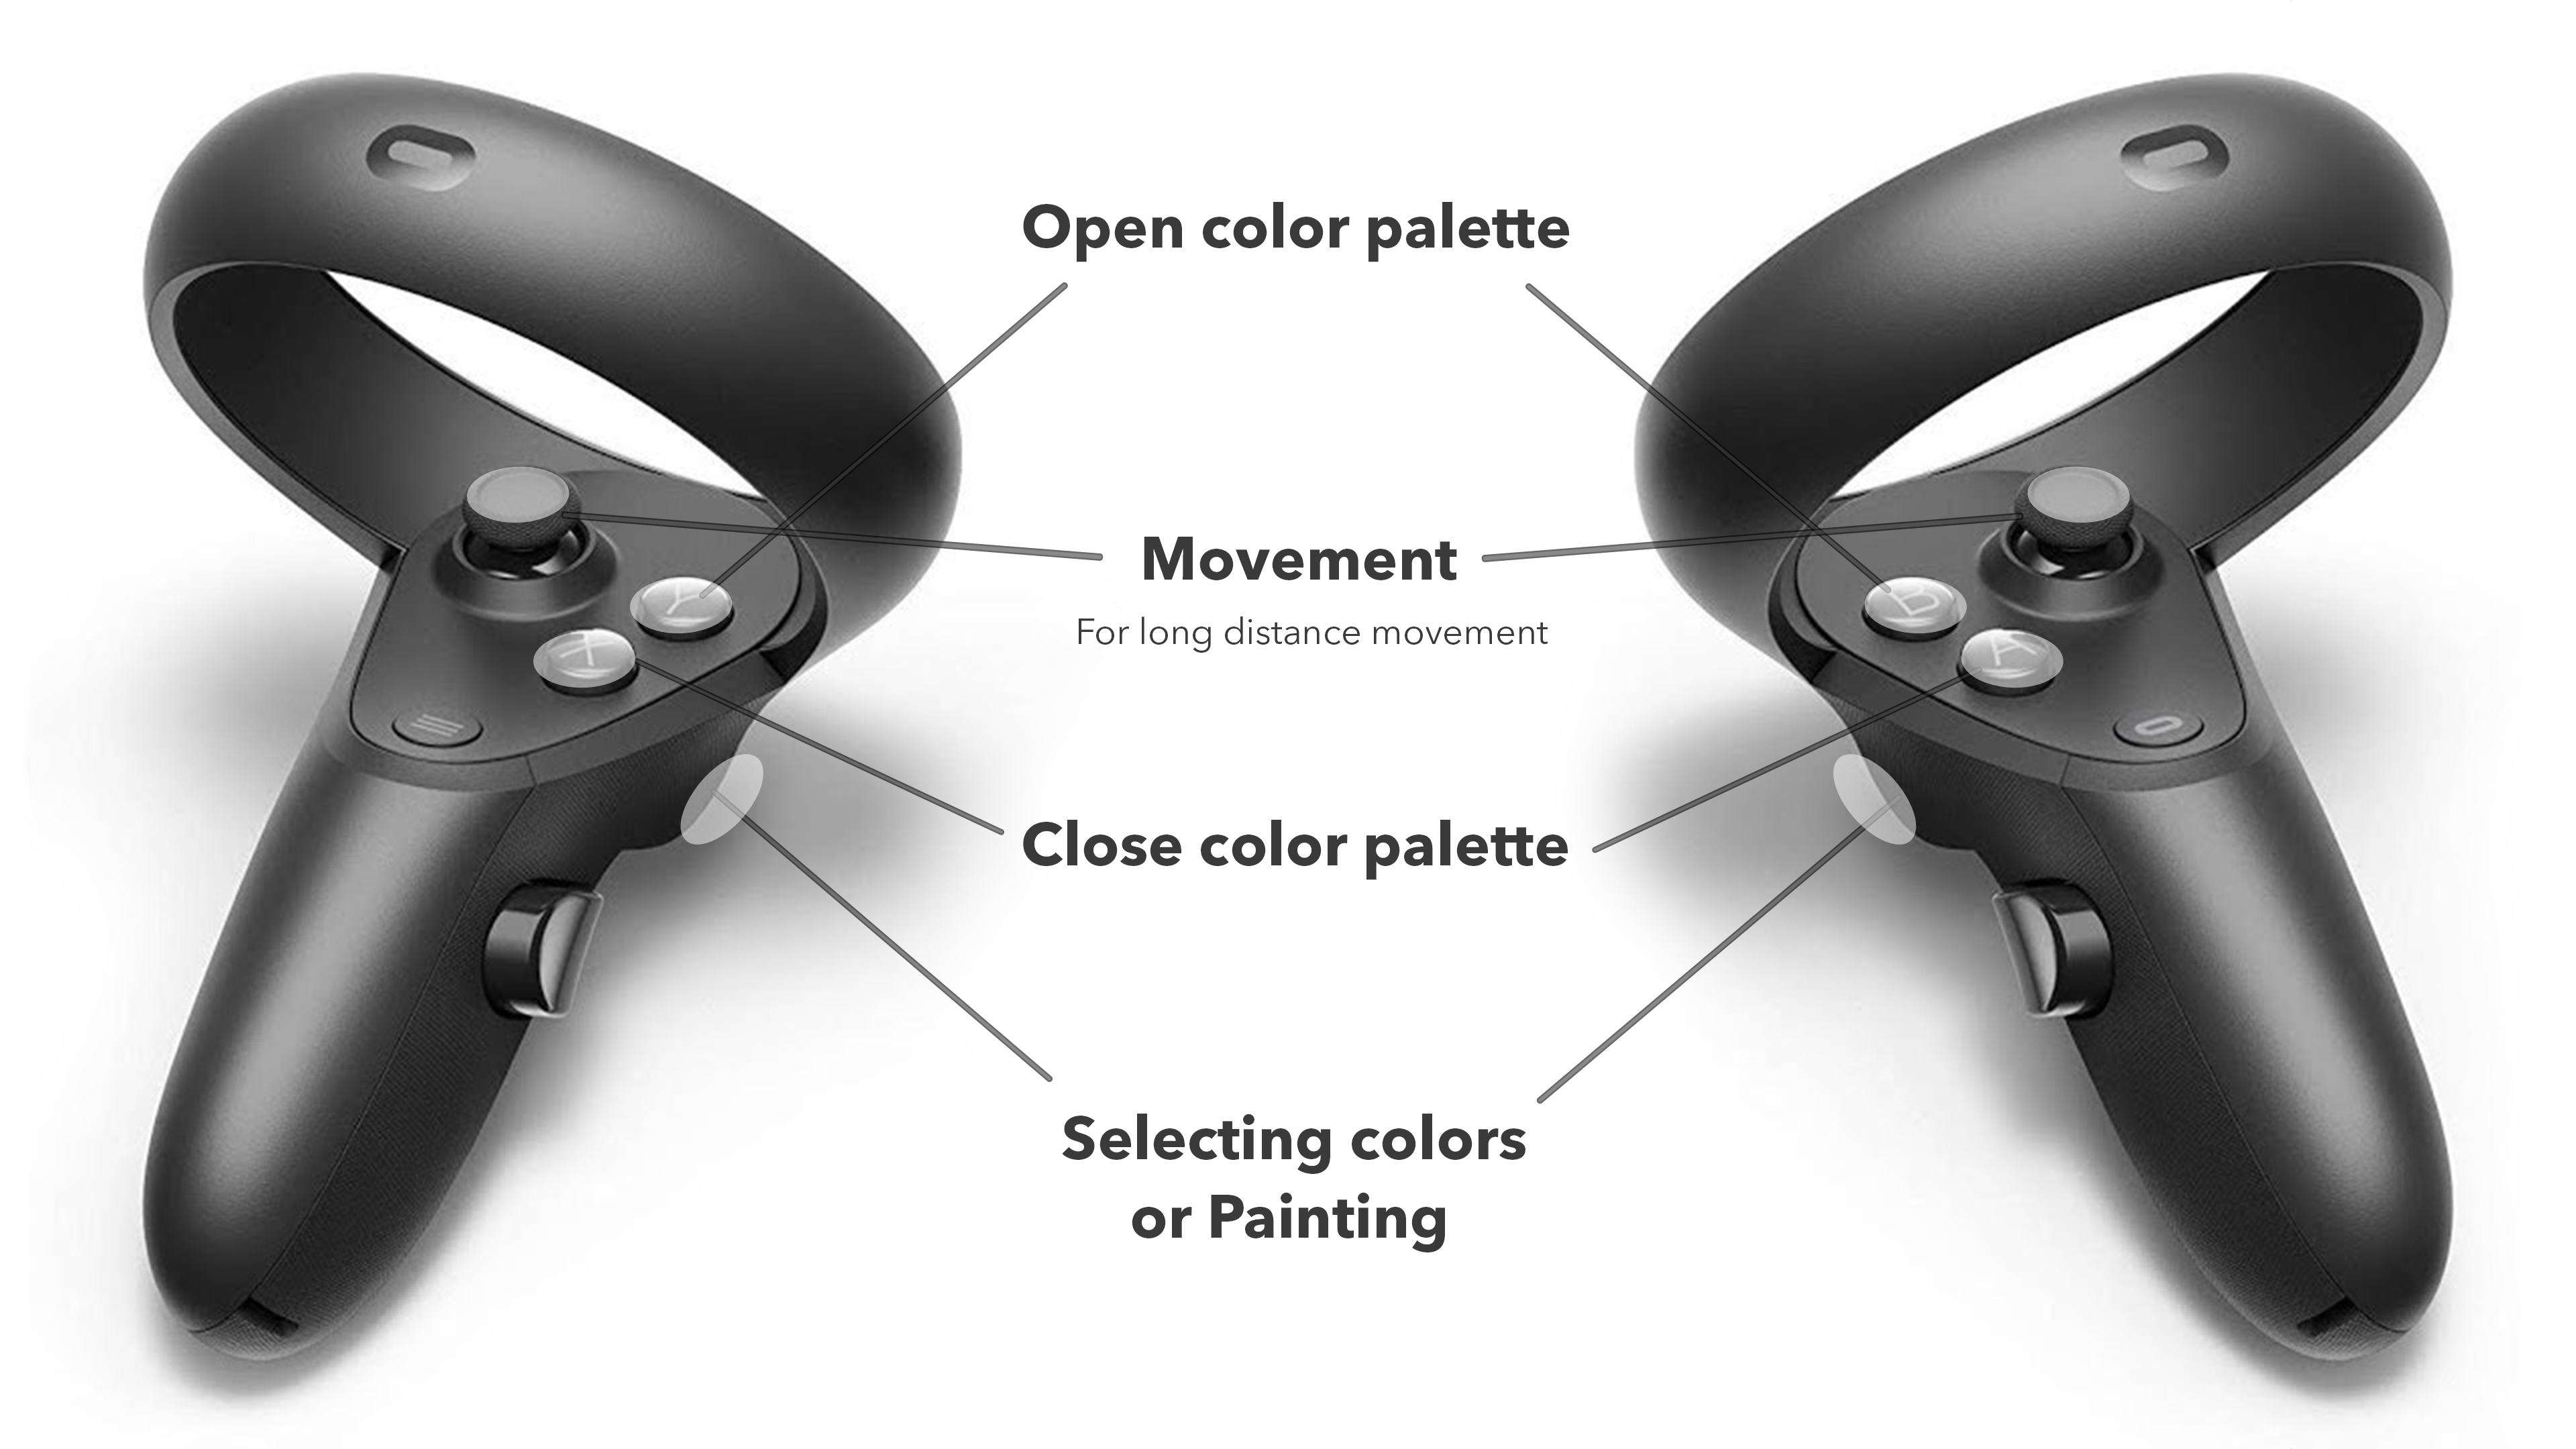 Open color palette
Movement
For long distance movement
Y
B
X
A
Close color palette
Selecting colors
or Painting